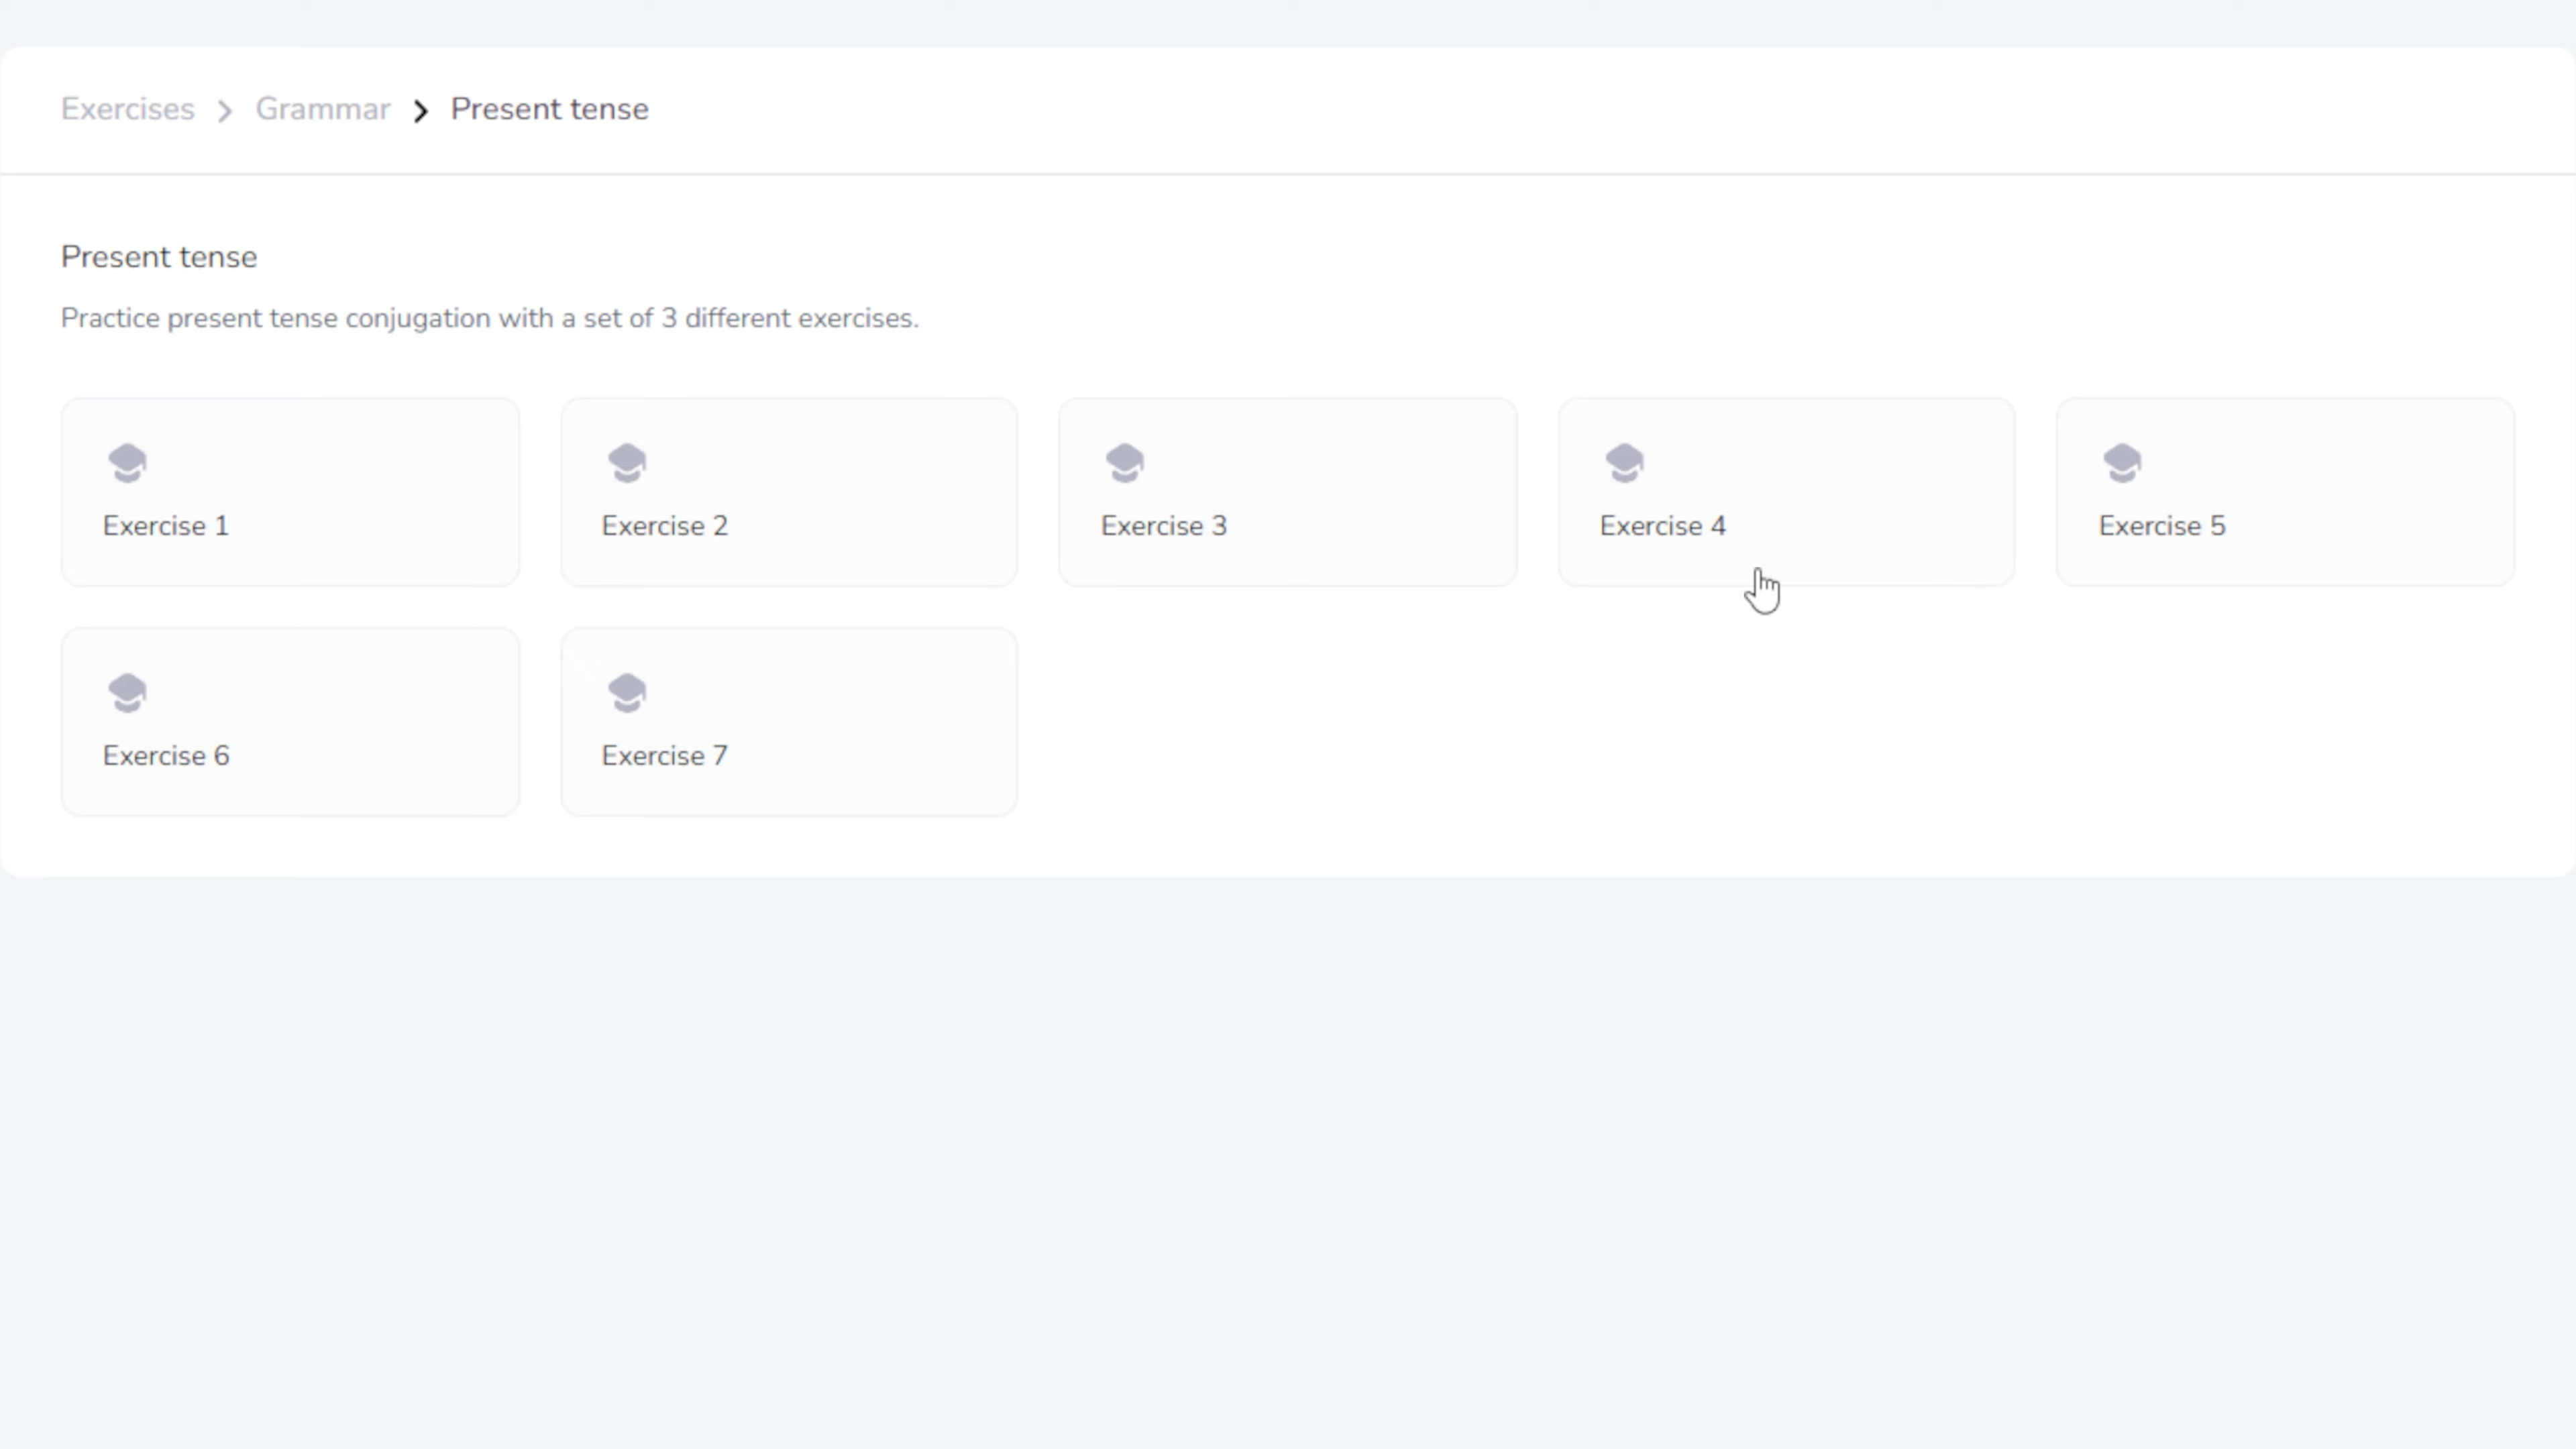 Exercises > Grammar > Present tense
Present tense
Practice present tense conjugation with a set of 3 different exercises.
Exercise 1
Exercise 2
Exercise 3
Exercise 4
Exercise 5
Exercise 6
Exercise 7